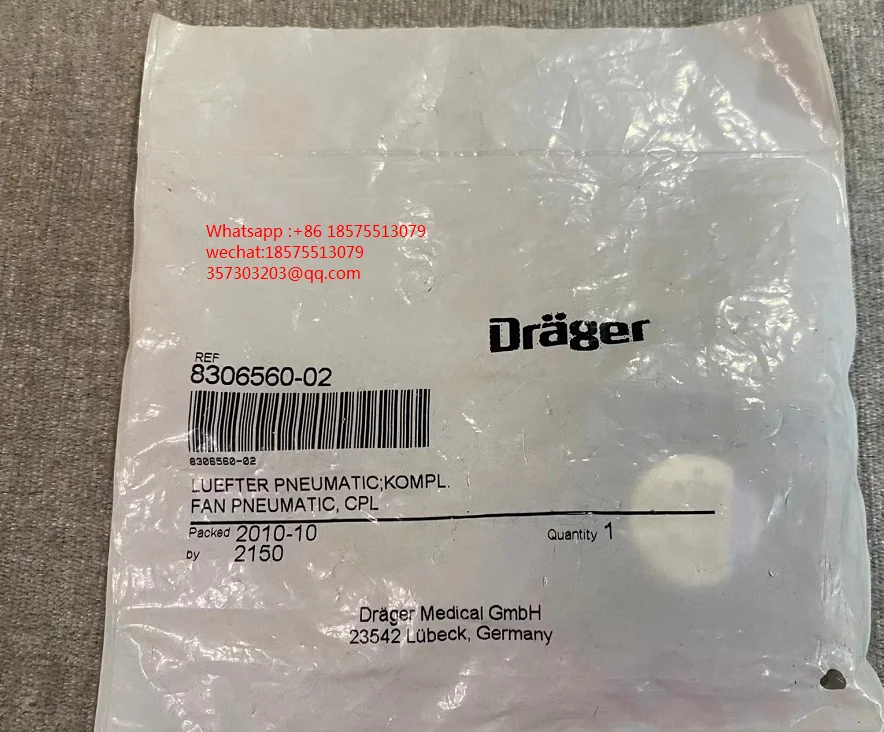 Whatsapp :+86 18575513079
wechat:18575513079
357303203@qq.com
Dräger
REF
8306560-02
8306560-02
LUEFTER PNEUMATIC;KOMPL.
FAN PNEUMATIC, CPL
Packed 2010-10 Quantity 1
by 2150
Dräger Medical GmbH
23542 Lübeck, Germany